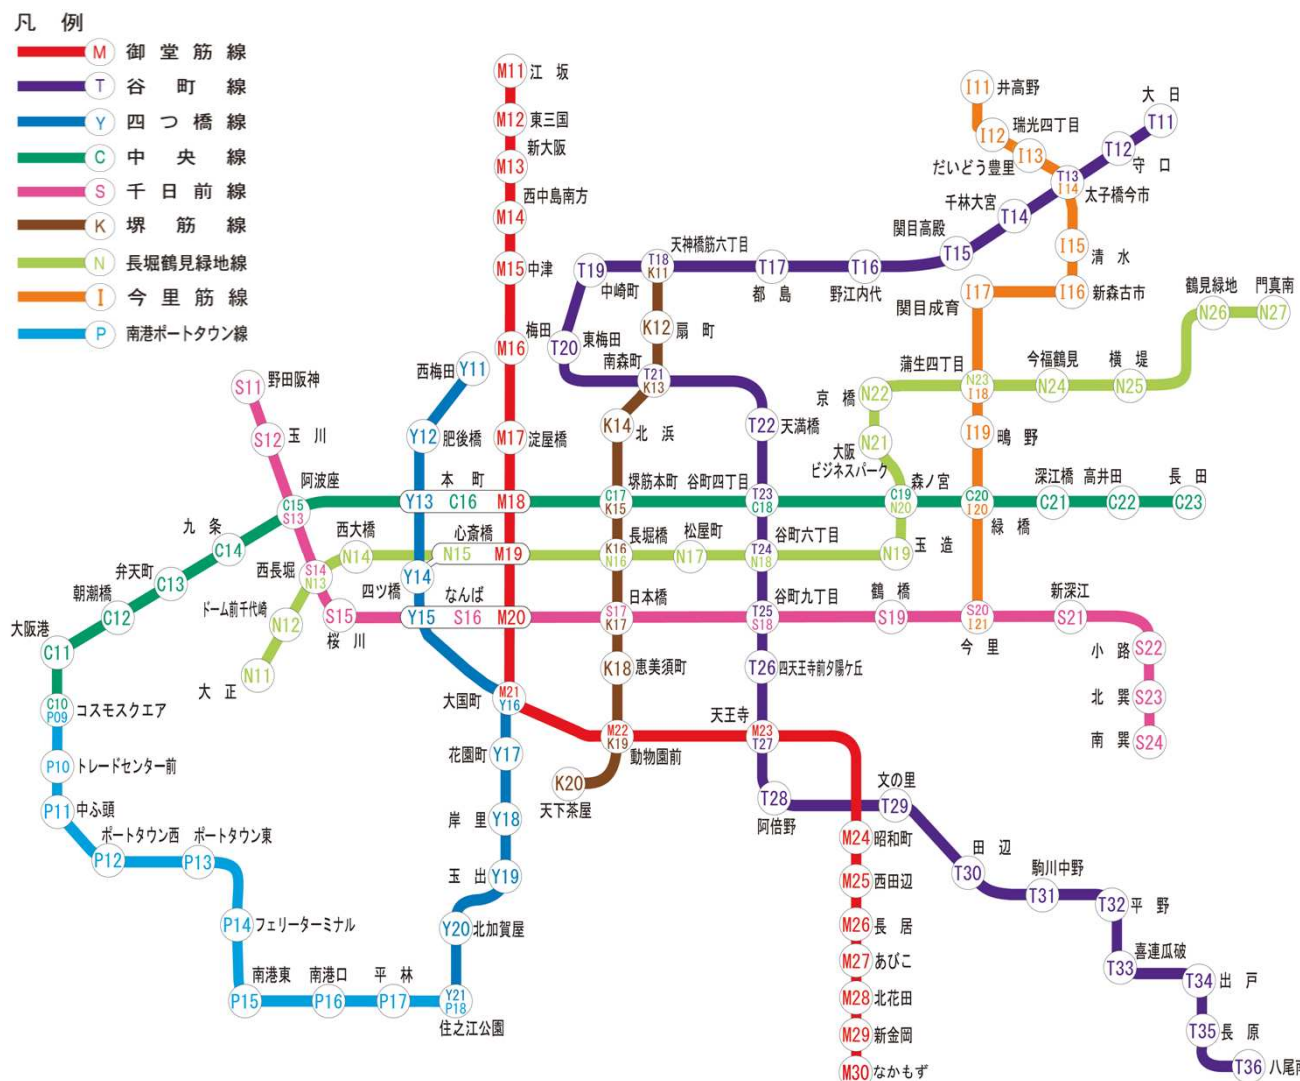 凡 例
M 御堂筋線
T 谷町線
Y 四つ橋線
C 中央線
S 千日前線
K 堺筋線
N 長堀鶴見緑地線
I 今里筋線
P 南港ポートタウン線
M11 江坂
M12 東三国
新大阪
M13
西中島南方
M14
M15 中津
梅田
M16
M17 淀屋橋
I11 井高野
I12 瑞光四丁目
I13
だいどう豊里
大日
T11
T12
守口
T13
I14
太子橋今市
千林大宮
T14
関目高殿
T15
I15
清水
天神橋筋六丁目
T19
T18
K11
T17
T16
中崎町
都島
野江内代
I17
I16 新森古市
関目成育
鶴見緑地
門真南
N26
N27
K12 扇町
T20 東梅田
南森町
T21
K13
西梅田 Y11
S11 野田阪神
蒲生四丁目
今福鶴見
横堤
N23
I18
N24
N25
京橋 N22
S12 玉川
Y12 肥後橋
K14 北浜
T22 天満橋
N21
大阪
ビジネスパーク
I19 鴫野
阿波座
本町
堺筋本町
谷町四丁目
森ノ宮
深江橋
高井田
長田
C15
S13
Y13
C16
M18
C17
K15
T23
C18
C19
N20
C20
I20
C21
C22
C23
緑橋
九条
C14
西大橋
心斎橋
長堀橋
松屋町
谷町六丁目
N14
N15
M19
K16
N16
N17
T24
N18
N19 玉造
弁天町
C13
西長堀
S14
N13
四ツ橋
Y14
朝潮橋
C12
ドーム前千代崎
N12
S15
桜川
なんば
Y15
S16
M20
日本橋
S17
K17
谷町九丁目
T25
S18
鶴橋
S19
S20
I21
今里
新深江
S21
大阪港
C11
N11
大正
K18 恵美須町
T26 四天王寺前夕陽ケ丘
小路 S22
北巽 S23
南巽 S24
C10
P09
コスモスクエア
大国町
M21
Y16
M22
K19
動物園前
天王寺
M23
T27
P10 トレードセンター前
花園町 Y17
K20
天下茶屋
P11 中ふ頭
T28
阿倍野
文の里
T29
ポートタウン西
P12
ポートタウン東
P13
岸里 Y18
M24 昭和町
田辺
T30
玉出 Y19
M25 西田辺
駒川中野
T31
T32 平野
P14 フェリーターミナル
Y20 北加賀屋
M26 長居
M27 あびこ
喜連瓜破
T33
T34 出戸
南港東
南港口
平林
P15
P16
P17
Y21
P18
住之江公園
M28 北花田
M29 新金岡
T35 長原
M30 なかもず
T36 八尾南